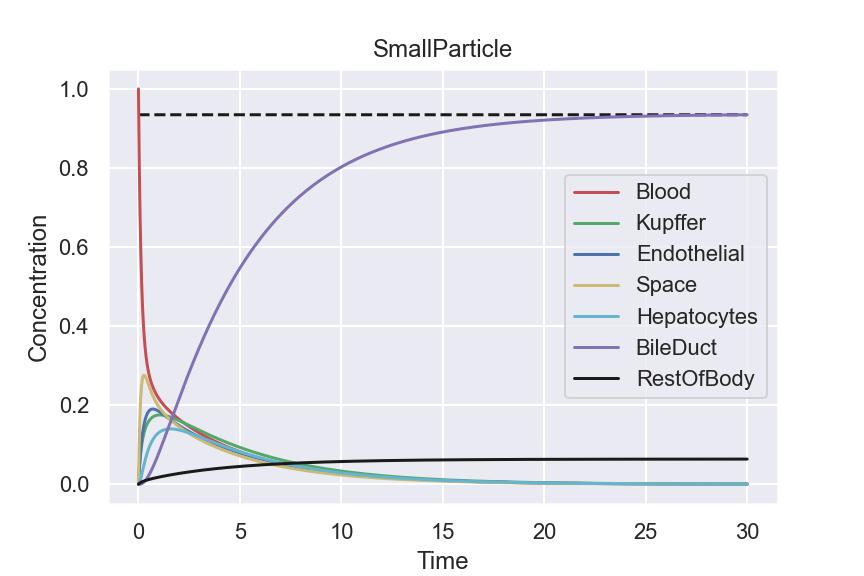 SmallParticle
1.0
0.8
0.6
0.4
0.2
0.0
Concentration
Blood
Kupffer
Endothelial
Space
Hepatocytes
BileDuct
RestOfBody
0 5 10 15 20 25 30
Time